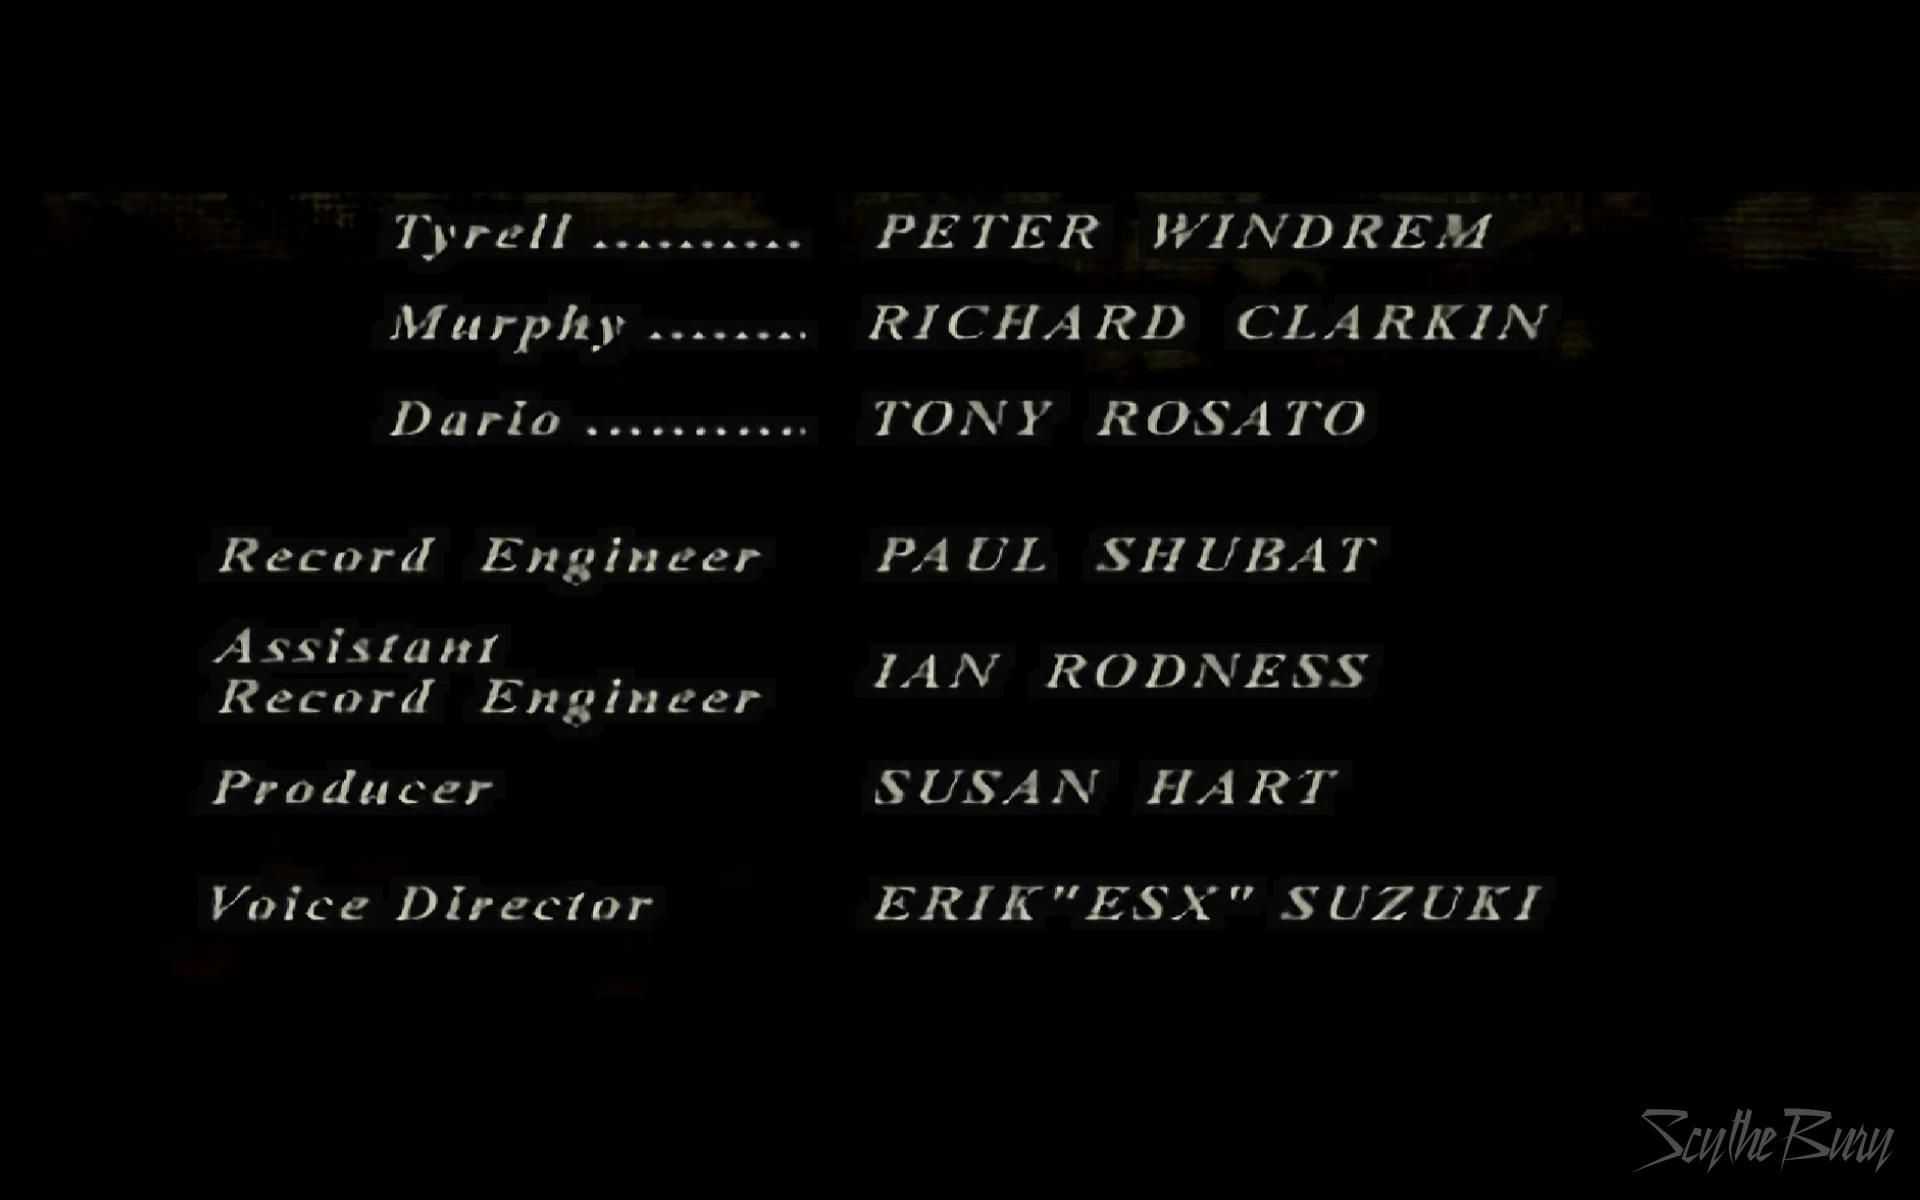 Tyrell .......... PETER WINDREM
Murphy ........ RICHARD CLARKIN
Dario ........... TONY ROSATO
Record Engineer PAUL SHUBAT
Assistant
Record Engineer IAN RODNESS
Producer SUSAN HART
Voice Director ERIK"ESX" SUZUKI
ScytheBury